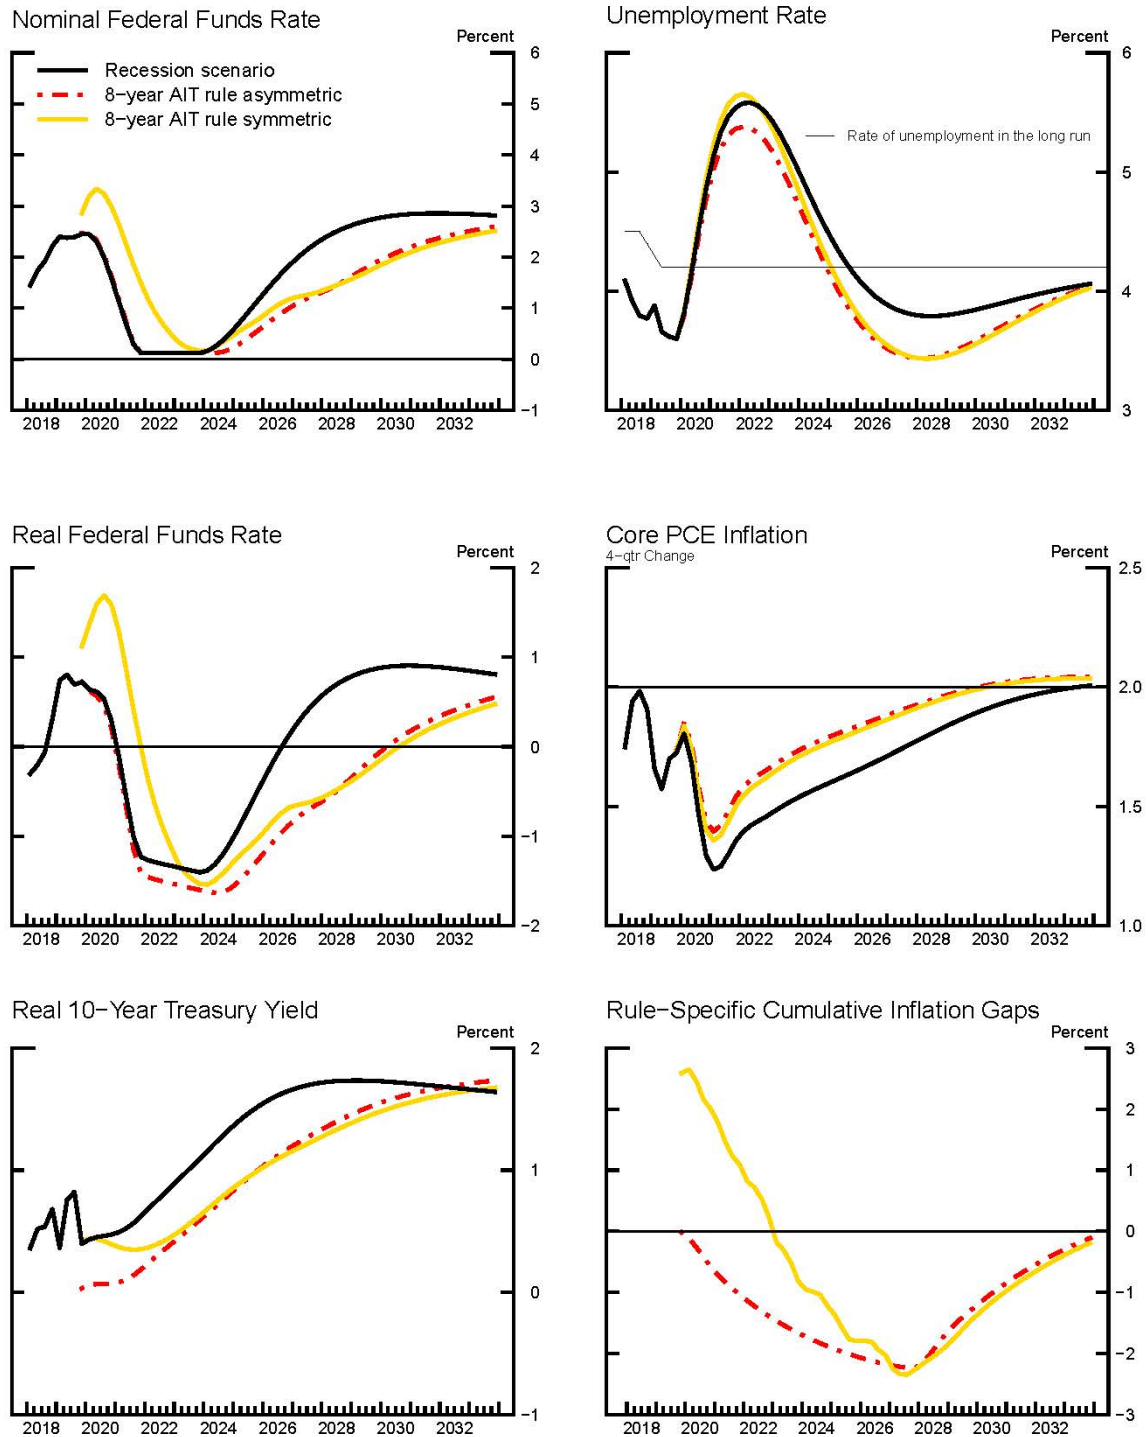 Nominal Federal Funds Rate
Percent
Recession scenario
8−year AIT rule asymmetric
8−year AIT rule symmetric
6
5
4
3
2
1
0
−1
2018 2020 2022 2024 2026 2028 2030 2032
Unemployment Rate
Percent
Rate of unemployment in the long run
6
5
4
3
2018 2020 2022 2024 2026 2028 2030 2032
Real Federal Funds Rate
Percent
2
1
0
−1
−2
2018 2020 2022 2024 2026 2028 2030 2032
Core PCE Inflation
4−qtr Change
Percent
2.5
2.0
1.5
1.0
2018 2020 2022 2024 2026 2028 2030 2032
Real 10−Year Treasury Yield
Percent
2
1
0
−1
2018 2020 2022 2024 2026 2028 2030 2032
Rule−Specific Cumulative Inflation Gaps
Percent
3
2
1
0
−1
−2
−3
2018 2020 2022 2024 2026 2028 2030 2032